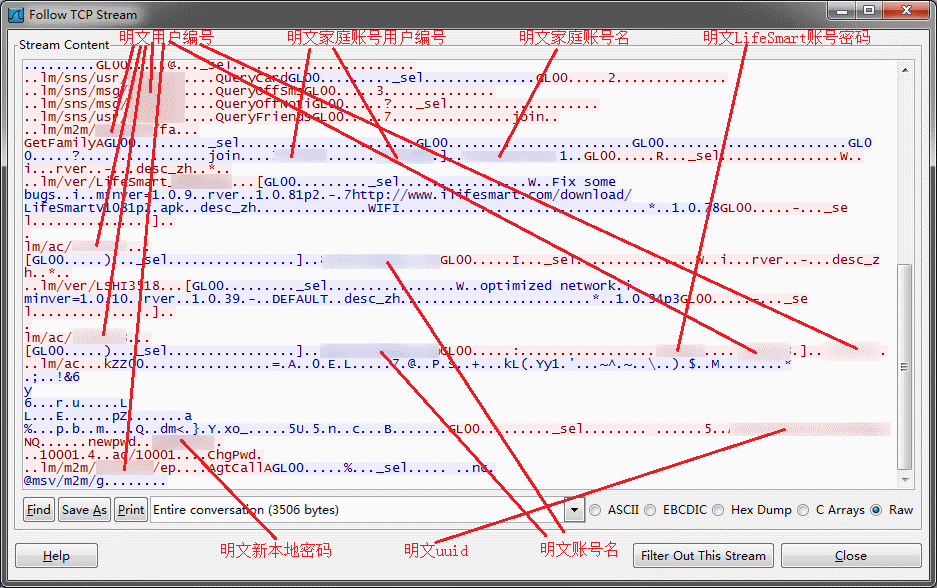 Follow TCP Stream
明文用户编号 明文家庭账号用户编号 明文家庭账号名 明文LifeSmart账号密码
Stream Content
.........GL00.....@..._sel
..lm/sns/usr ......QueryCardGL00........._sel..............GL00.....2......
..lm/sns/msg ......QueryOffSmsGL00.....3..............
..lm/sns/msg ......QueryOffNotiGL00.....?..._sel...................
..lm/sns/usr ......QueryFriendsGL00.....7...............join..
..lm/m2m/ /fa...
GetFamilyAGL00........._sel
GL00
GL00
GL0
0.....?
join
1..GL00.....R..._sel
W..
i...rver..-...desc_zh..*..
..lm/ver/LifeSmart_ ...[GL00........._sel................W..Fix some
bugs..i..minver=1.0.9..rver..1.0.81p2.-.7http://www.ilifesmart.com/download/
LifeSmartV1081p2.apk..desc_zh..............WIFI
*..1.0.78GL00.....-..._se
l..............]..
.
lm/ac/ ...
[GL00.....)..._sel...............]..
GL00.....I..._sel
W..i...rver..-...desc_z
h..*..
..lm/ver/LSHI3518...[GL00........._sel
W..optimized network.
minver=1.0.10..rver..1.0.39.-..DEFAULT..desc_zh
*..1.0.34p3GL00.....-..._se
l..............]..
.
lm/ac/
[GL00.....)..._sel...............]..
GL00
..lm/ac...kZZ00
=.A..O.E.L
kL(.Yy1.'...~^.~..\..).$..M........*
.;..!&6
y
6...r.u.....L
L...E......pZ.......a
%...p.b..m...
Q..dm<.}.Y.xo_.....5U.5.n..c...B.......GL00........._sel....... ......5..
NQ......newpwd.
..10001.4..ad/10001....ChgPwd.
..lm/m2m/ /ep....AgtCallAGL00.....%..._sel...... ..nc.
@msv/m2m/g........
Find Save As Print Entire conversation (3506 bytes) ASCII EBCDIC Hex Dump C Arrays Raw
明文新本地密码 明文uuid 明文账号名
Help Filter Out This Stream Close